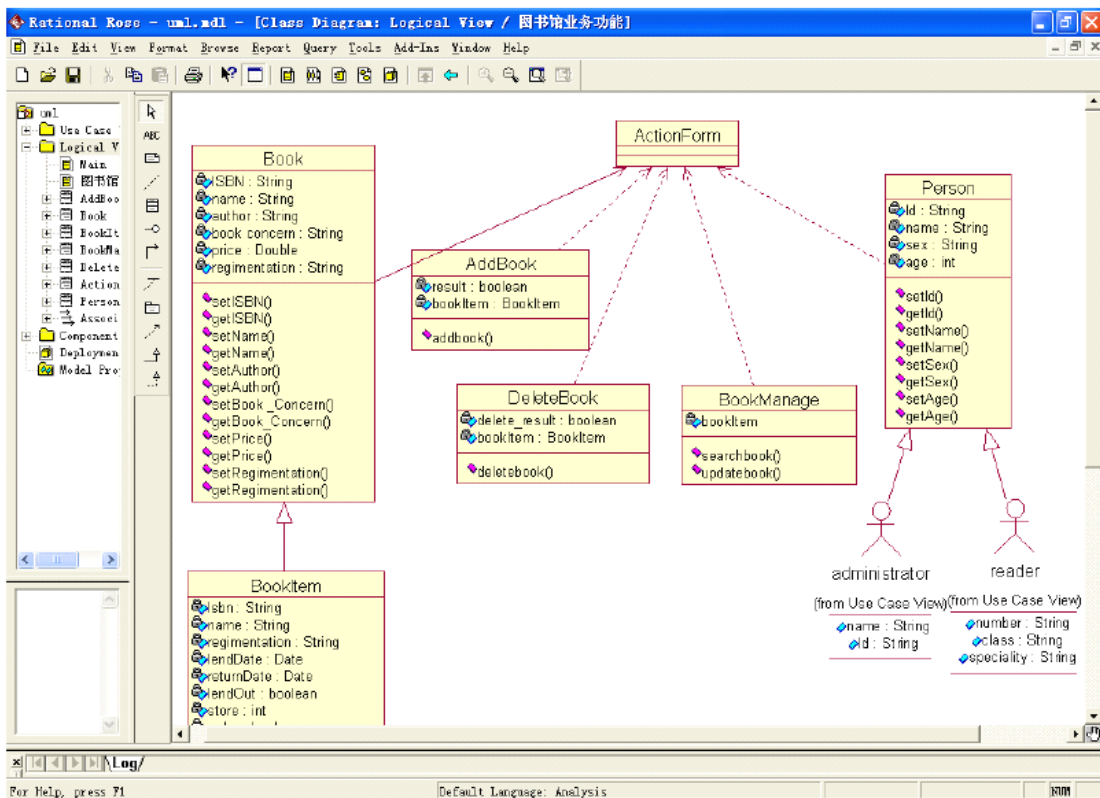 Rational Rose - uml.mdl - [Class Diagram: Logical View / 图书馆业务功能]
File Edit View Format Browse Report Query Tools Add-Ins Window Help
uml
Use Case
Logical V
Main
图书馆
AddBoo
Book
BookIt
BookMa
Delete
Action
Person
Associ
Component
Deploymen
Model Pro
ABC
Book
ISBN : String
name : String
author : String
book concern : String
price : Double
regimentation : String
setISBN()
getISBN()
setName()
getName()
setAuthor()
getAuthor()
setBook _Concern()
getBook_Concern()
setPrice()
getPrice()
setRegimentation()
getRegimentation()
BookItem
Isbn : String
name : String
regimentation : String
lendDate : Date
returnDate : Date
lendOut : boolean
store : int
ActionForm
AddBook
result : boolean
bookItem : BookItem
addbook()
DeleteBook
delete_result : boolean
bookItem : BookItem
deletebook()
BookManage
bookItem
searchbook()
updatebook()
Person
Id : String
name : String
sex : String
age : int
setId()
getId()
setName()
getName()
setSex()
getSex()
setAge()
getAge()
administrator
(from Use Case View)
name : String
Id : String
reader
(from Use Case View)
number : String
class : String
speciality : String
Log
For Help, press F1
Default Language: Analysis
NUM